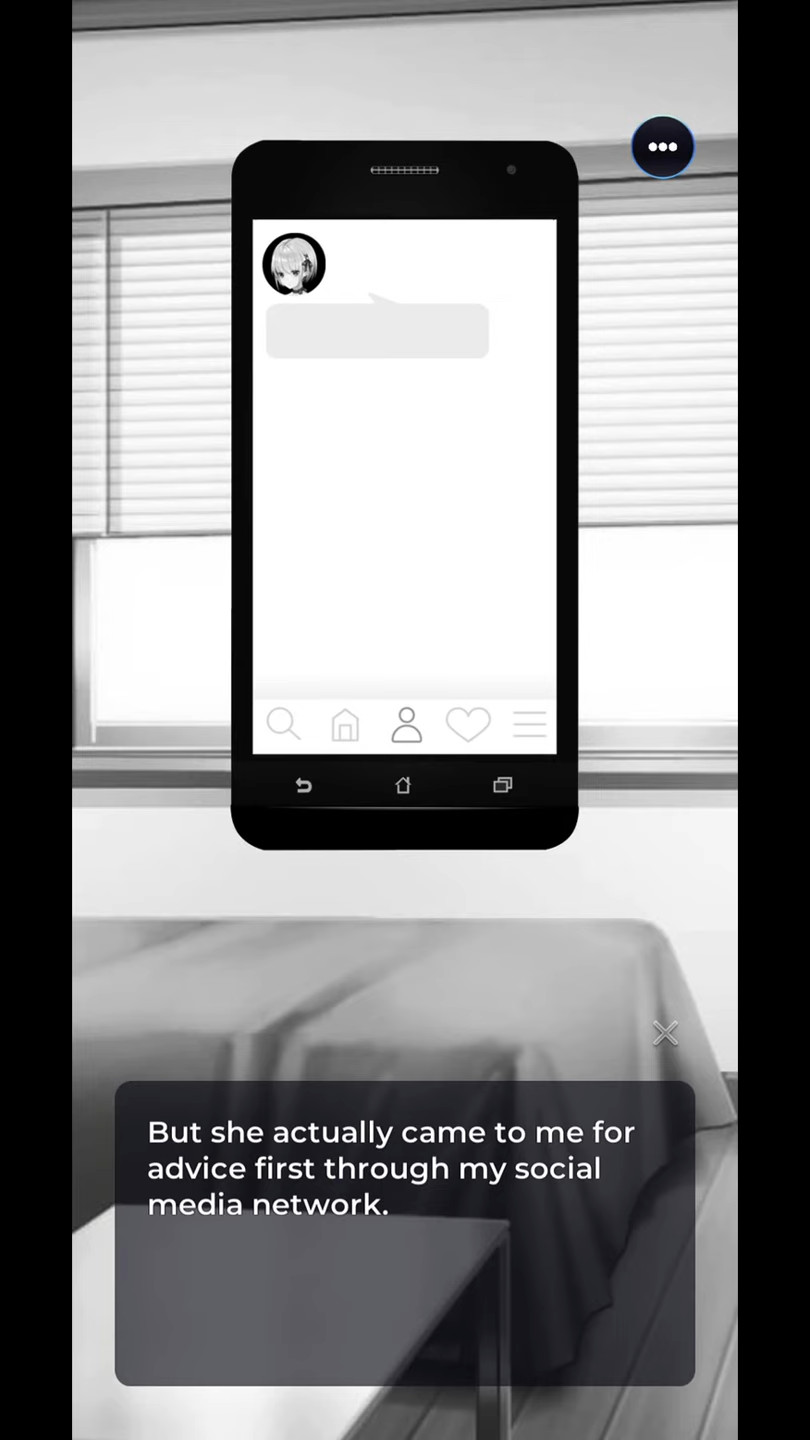 But she actually came to me for
advice first through my social
media network.